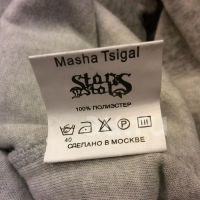 Masha Tsigal
Stars
100% ПОЛИЭСТЕР
40
СДЕЛАНО В МОСКВЕ